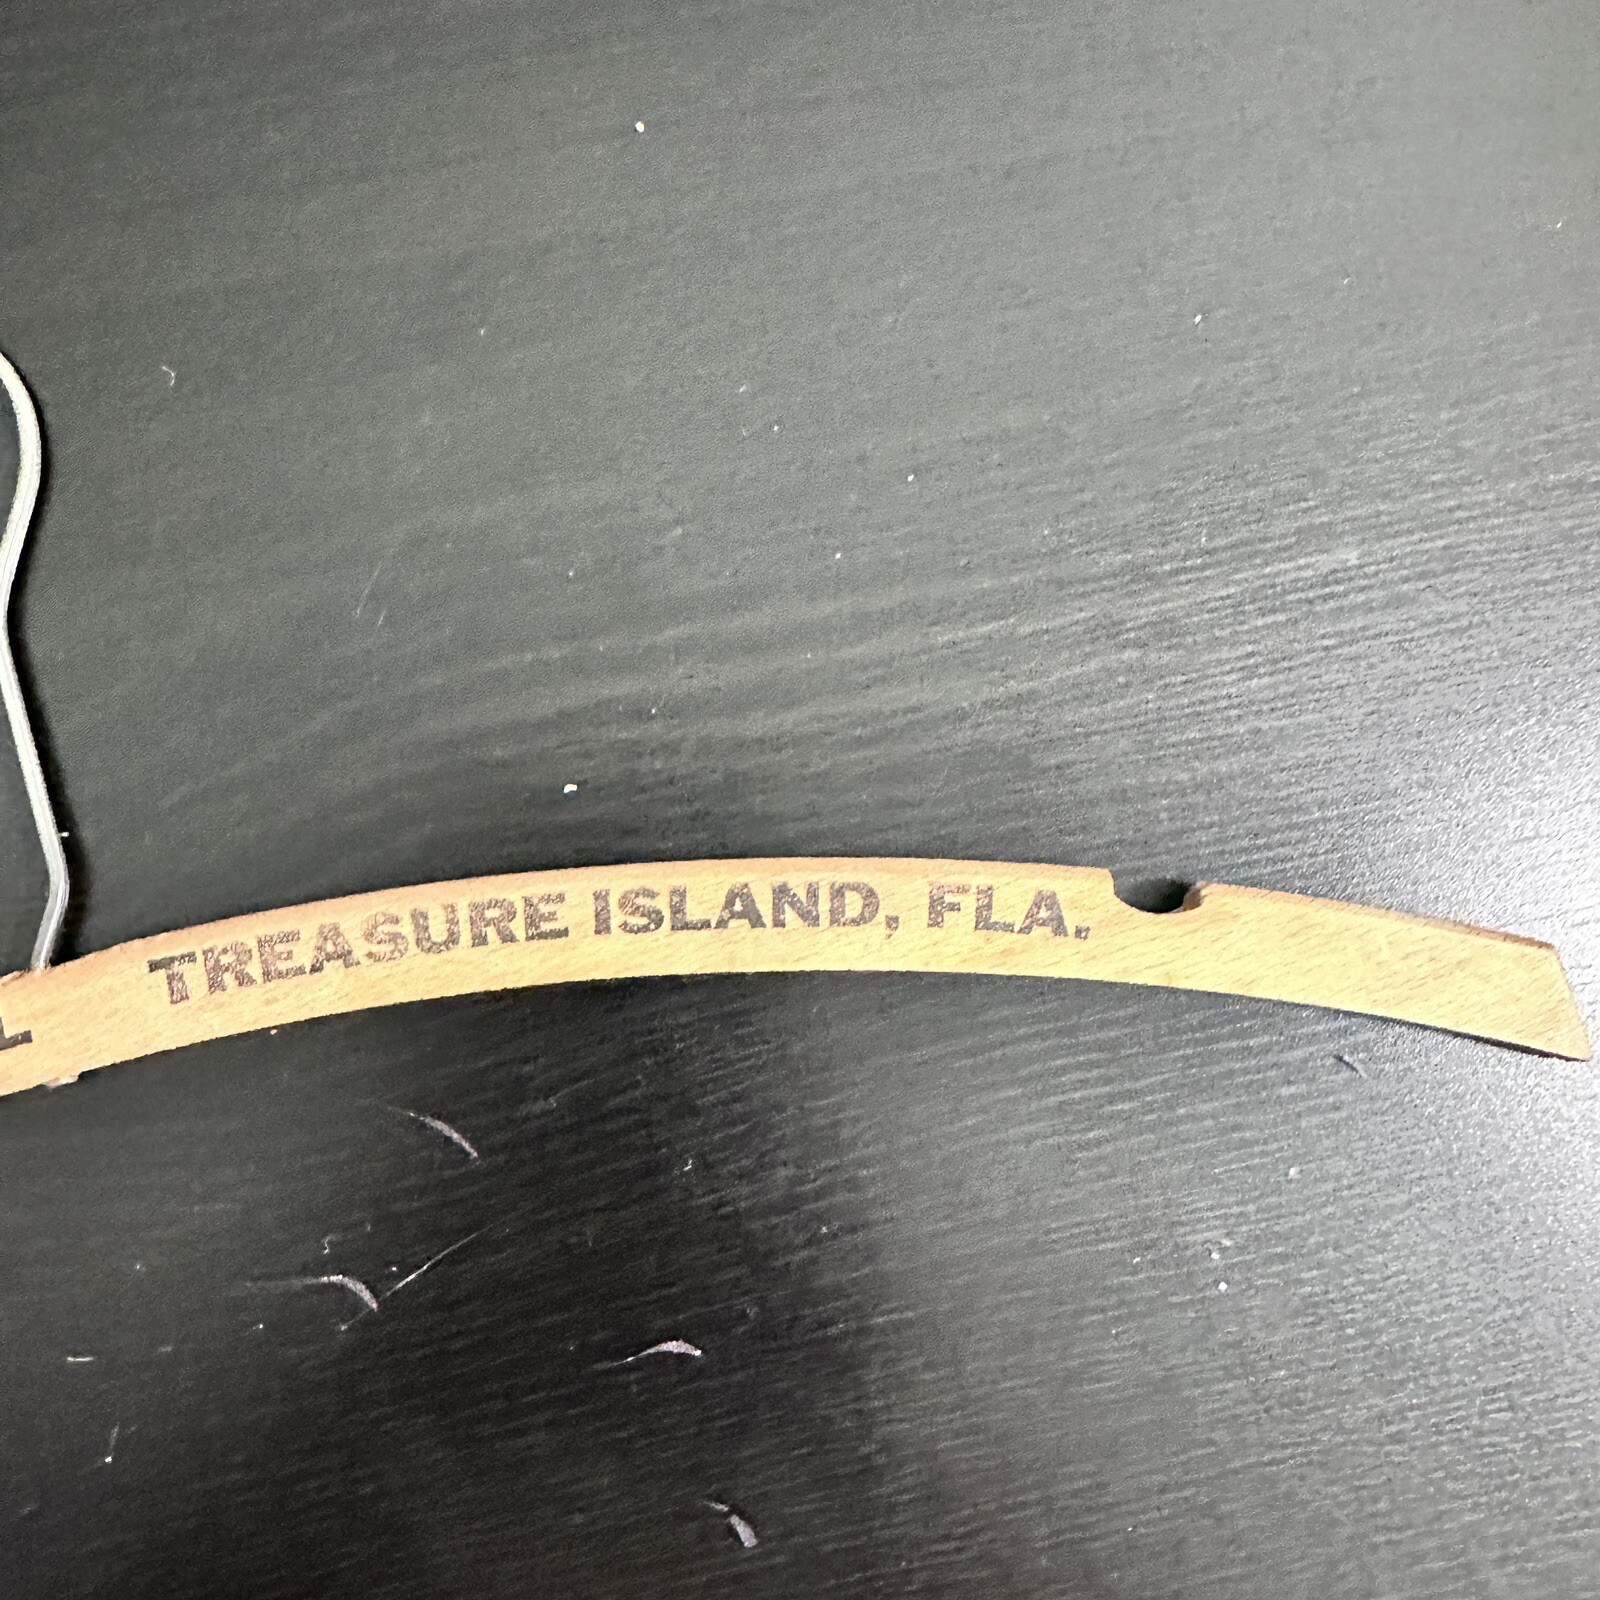 TREASURE ISLAND, FLA.